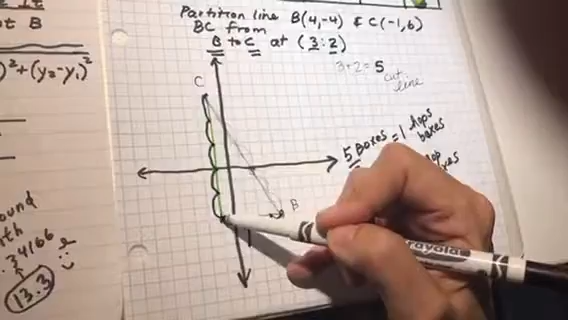 Partition line B(4,-4) & C(-1,6)
BC from
B to C at (3:2)
3+2=5
cut
line
t B
)²+(y₂-y₁)²
C
5 Boxes = 1 hops
boxes
B
ound
34166
13.3
crayola